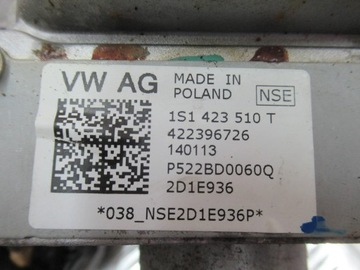 VW AG
MADE IN
POLAND
NSE
1S1 423 510 T
422396726
140113
P522BD0060Q
2D1E936
*038_NSE2D1E936P*